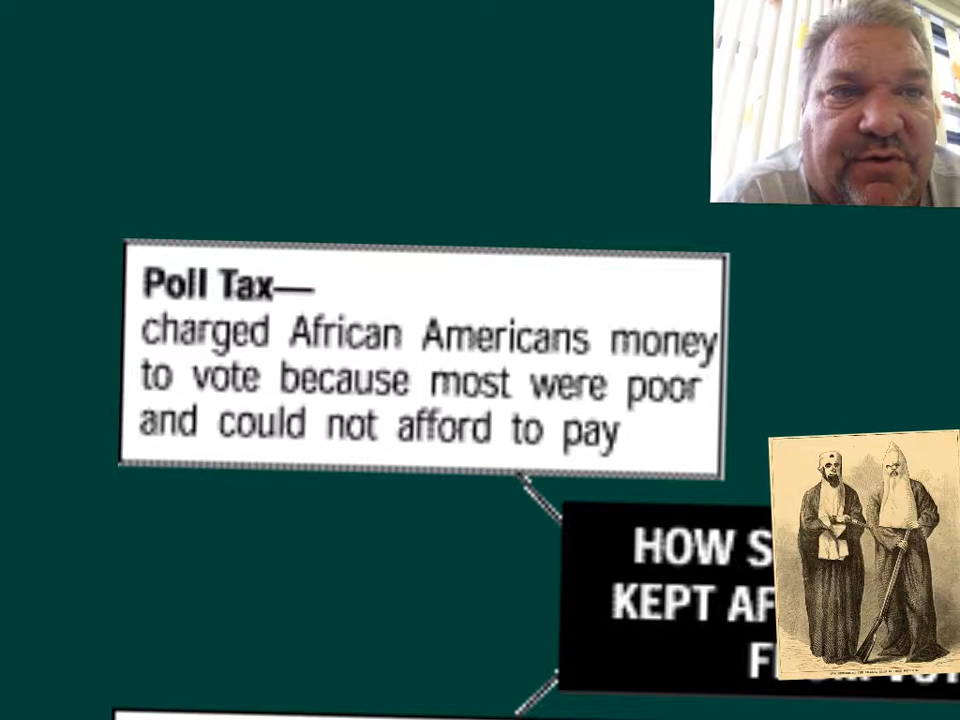 Poll Tax—
charged African Americans money
to vote because most were poor
and could not afford to pay
HOW
KEPT